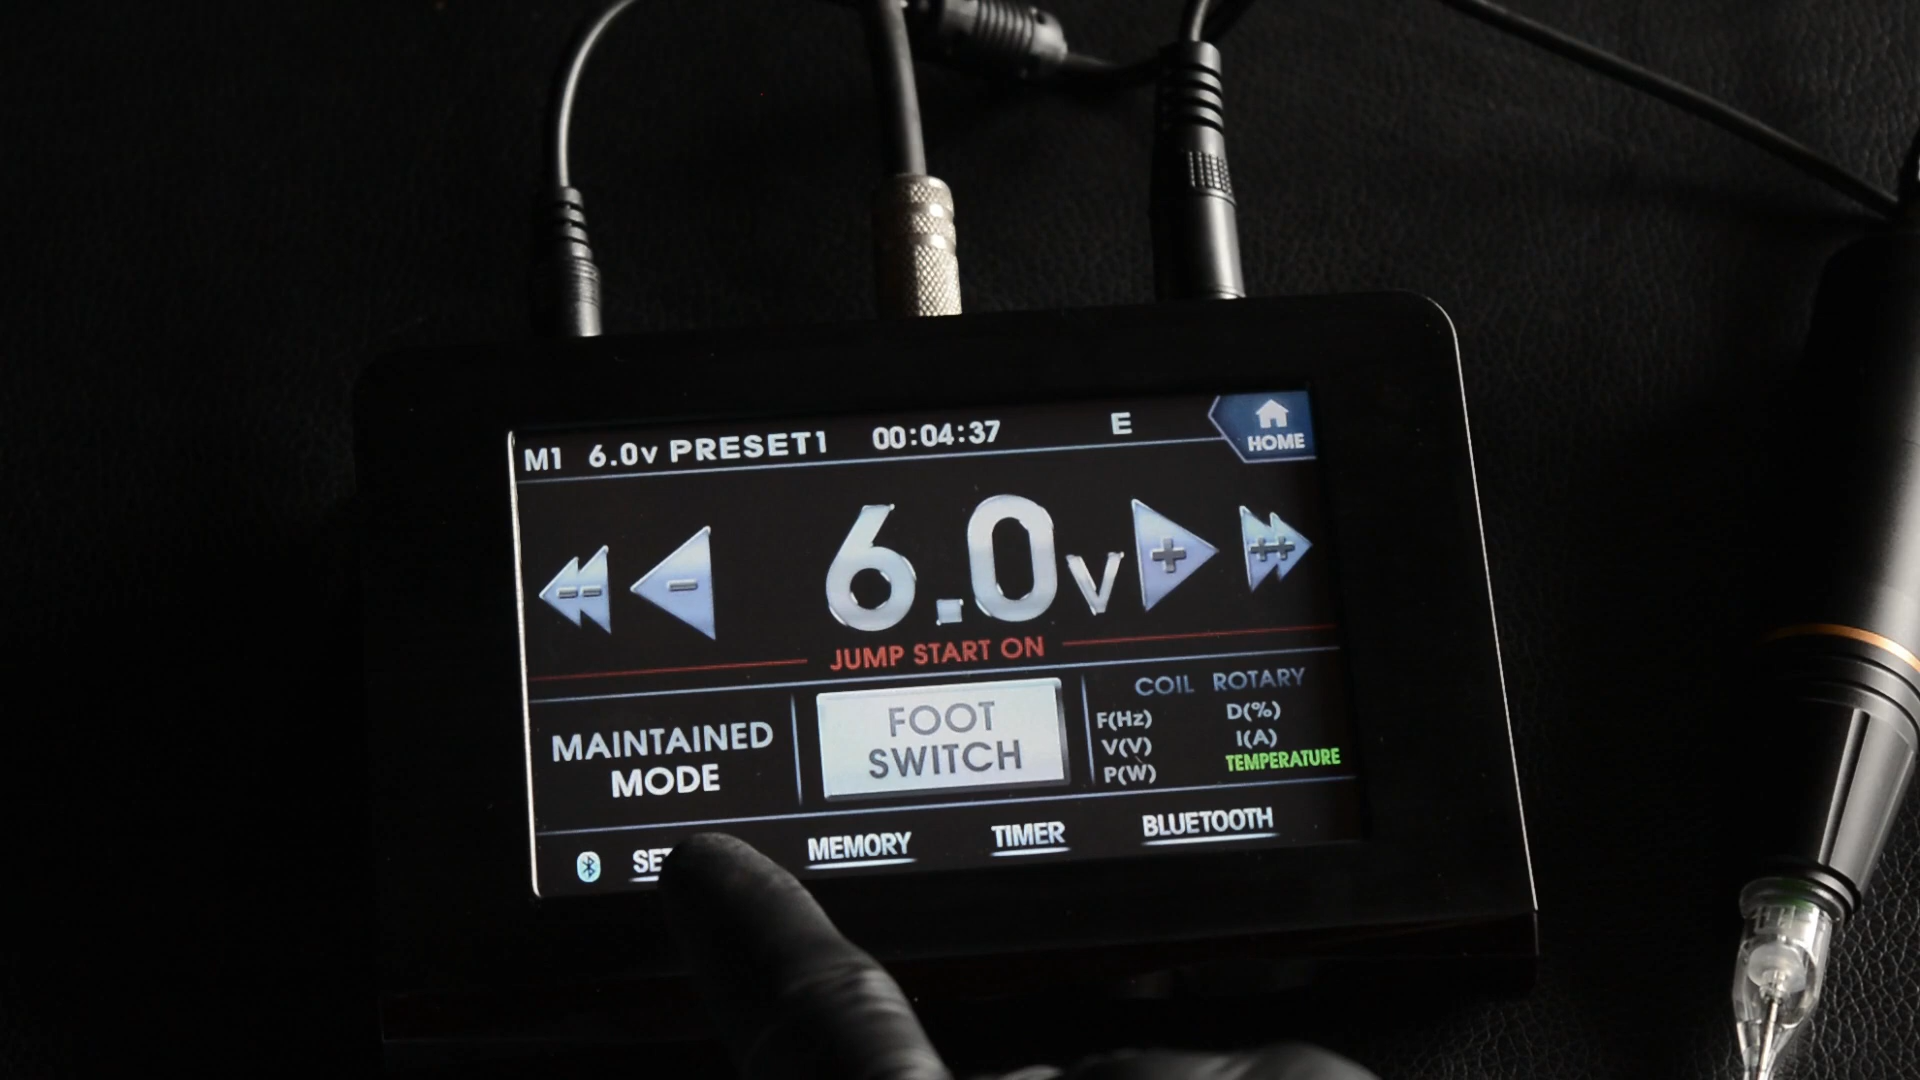 M1 6.0v PRESET1 00:04:37 E
HOME
-- - 6.0v + ++
JUMP START ON
MAINTAINED
MODE
FOOT
SWITCH
COIL ROTARY
F(Hz) D(%)
V(V) I(A)
P(W) TEMPERATURE
MEMORY TIMER BLUETOOTH